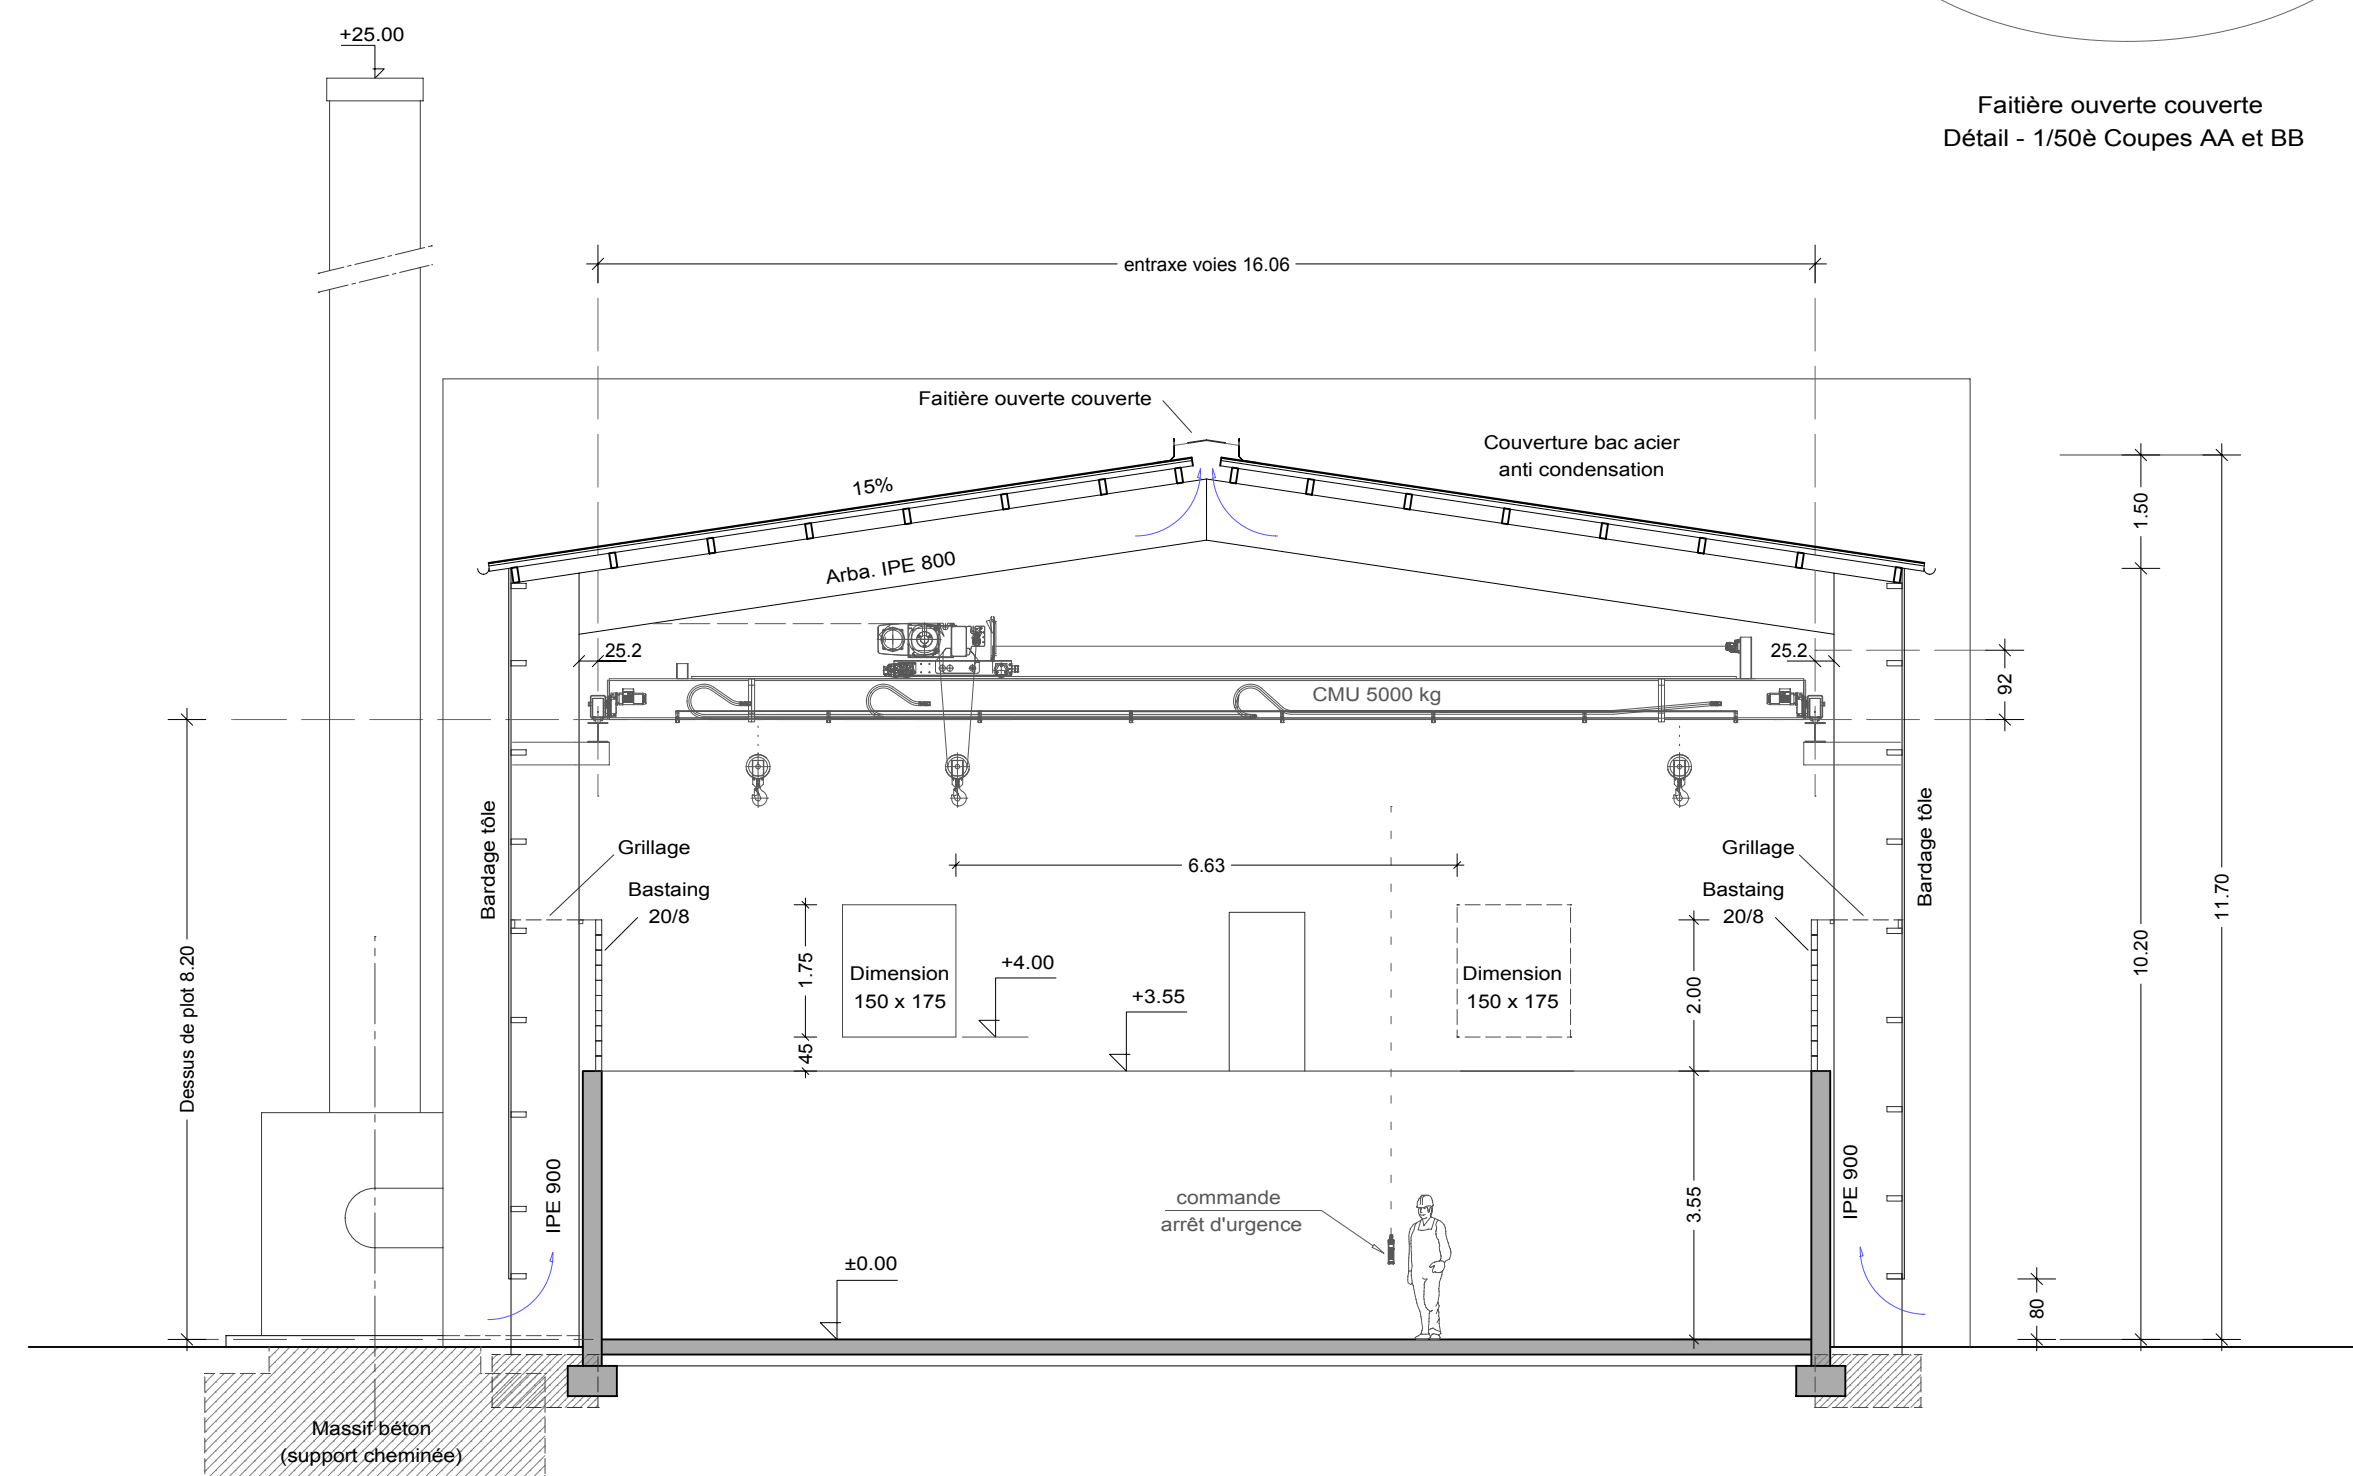 +25.00
Faitière ouverte couverte
Détail - 1/50è Coupes AA et BB
entraxe voies 16.06
Faitière ouverte couverte
Couverture bac acier
anti condensation
15%
1.50
Arba. IPE 800
25.2
25.2
92
CMU 5000 kg
Bardage tôle
Bardage tôle
Grillage
Grillage
6.63
Bastaing
20/8
Bastaing
20/8
11.70
10.20
Dessus de plot 8.20
1.75
Dimension
150 x 175
+4.00
+3.55
Dimension
150 x 175
2.00
45
IPE 900
commande
arrêt d'urgence
3.55
IPE 900
±0.00
80
Massif béton
(support cheminée)